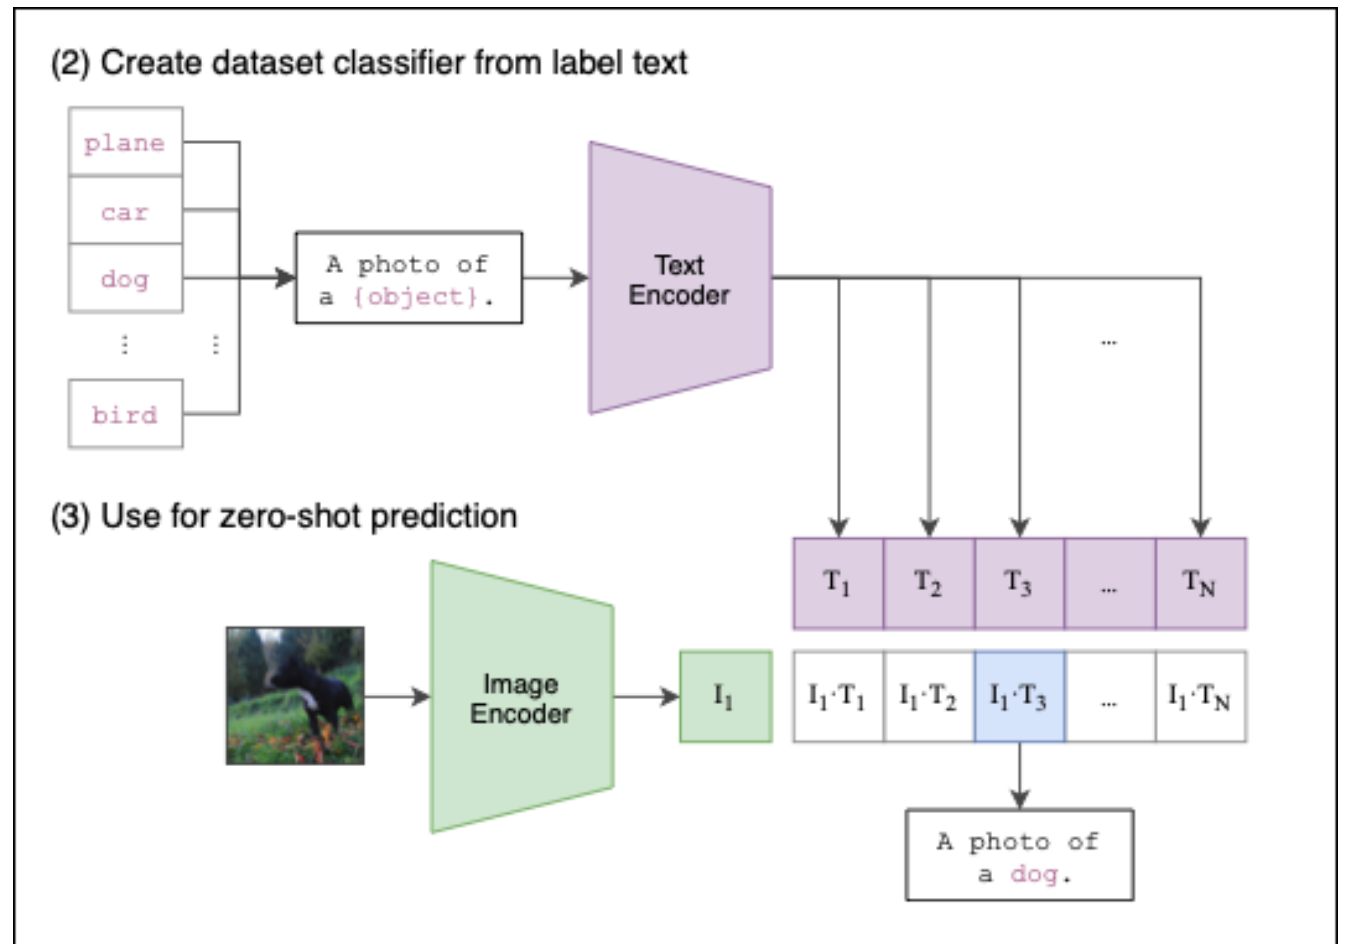 (2) Create dataset classifier from label text
plane
car
dog
⋮ ⋮
bird
A photo of
a {object}.
Text
Encoder
...
(3) Use for zero-shot prediction
Image
Encoder
I₁
T₁ T₂ T₃ ... T_N
I₁·T₁ I₁·T₂ I₁·T₃ ... I₁·T_N
A photo of
a dog.